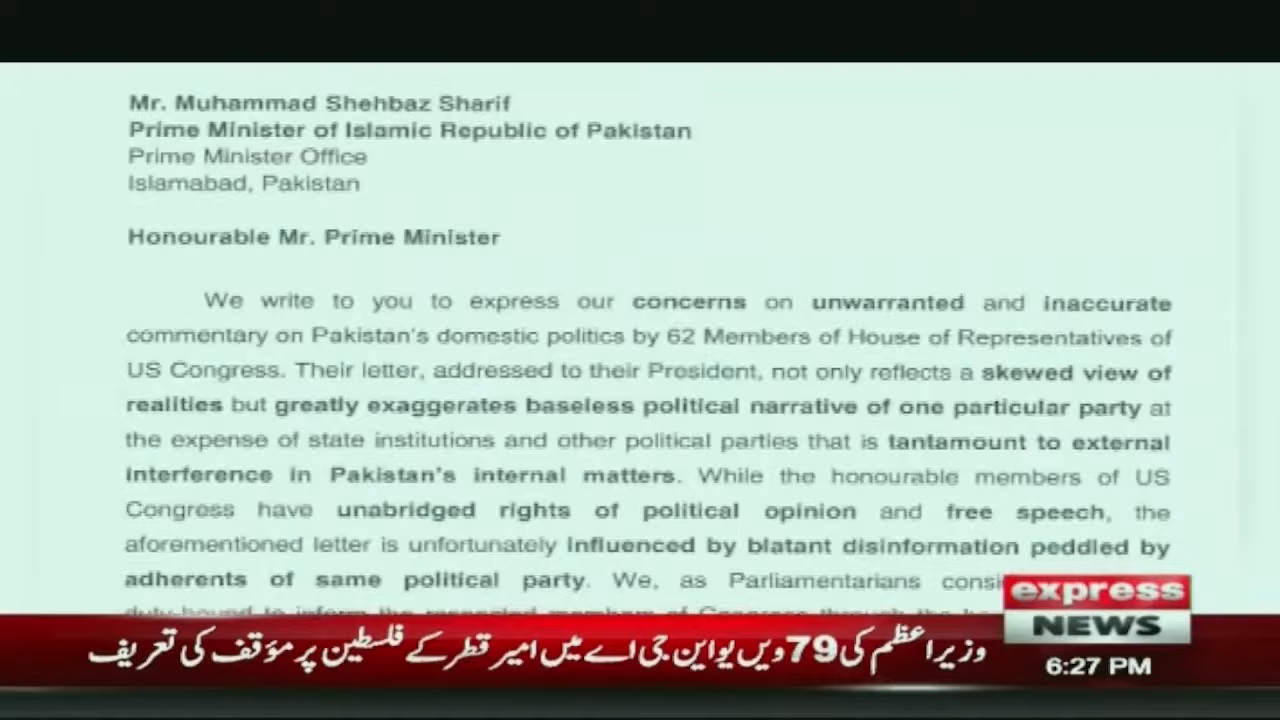 Mr. Muhammad Shehbaz Sharif
Prime Minister of Islamic Republic of Pakistan
Prime Minister Office
Islamabad, Pakistan
Honourable Mr. Prime Minister
We write to you to express our concerns on unwarranted and inaccurate
commentary on Pakistan's domestic politics by 62 Members of House of Representatives of
US Congress. Their letter, addressed to their President, not only reflects a skewed view of
realities but greatly exaggerates baseless political narrative of one particular party at
the expense of state institutions and other political parties that is tantamount to external
interference in Pakistan's internal matters. While the honourable members of US
Congress have unabridged rights of political opinion and free speech, the
aforementioned letter is unfortunately influenced by blatant disinformation peddled by
adherents of same political party. We, as Parliamentarians
express
NEWS
6:27 PM
وزیراعظم کی 79ویں یو این جی اے میں امیر قطر کے فلسطین پر مؤقف کی تعریف